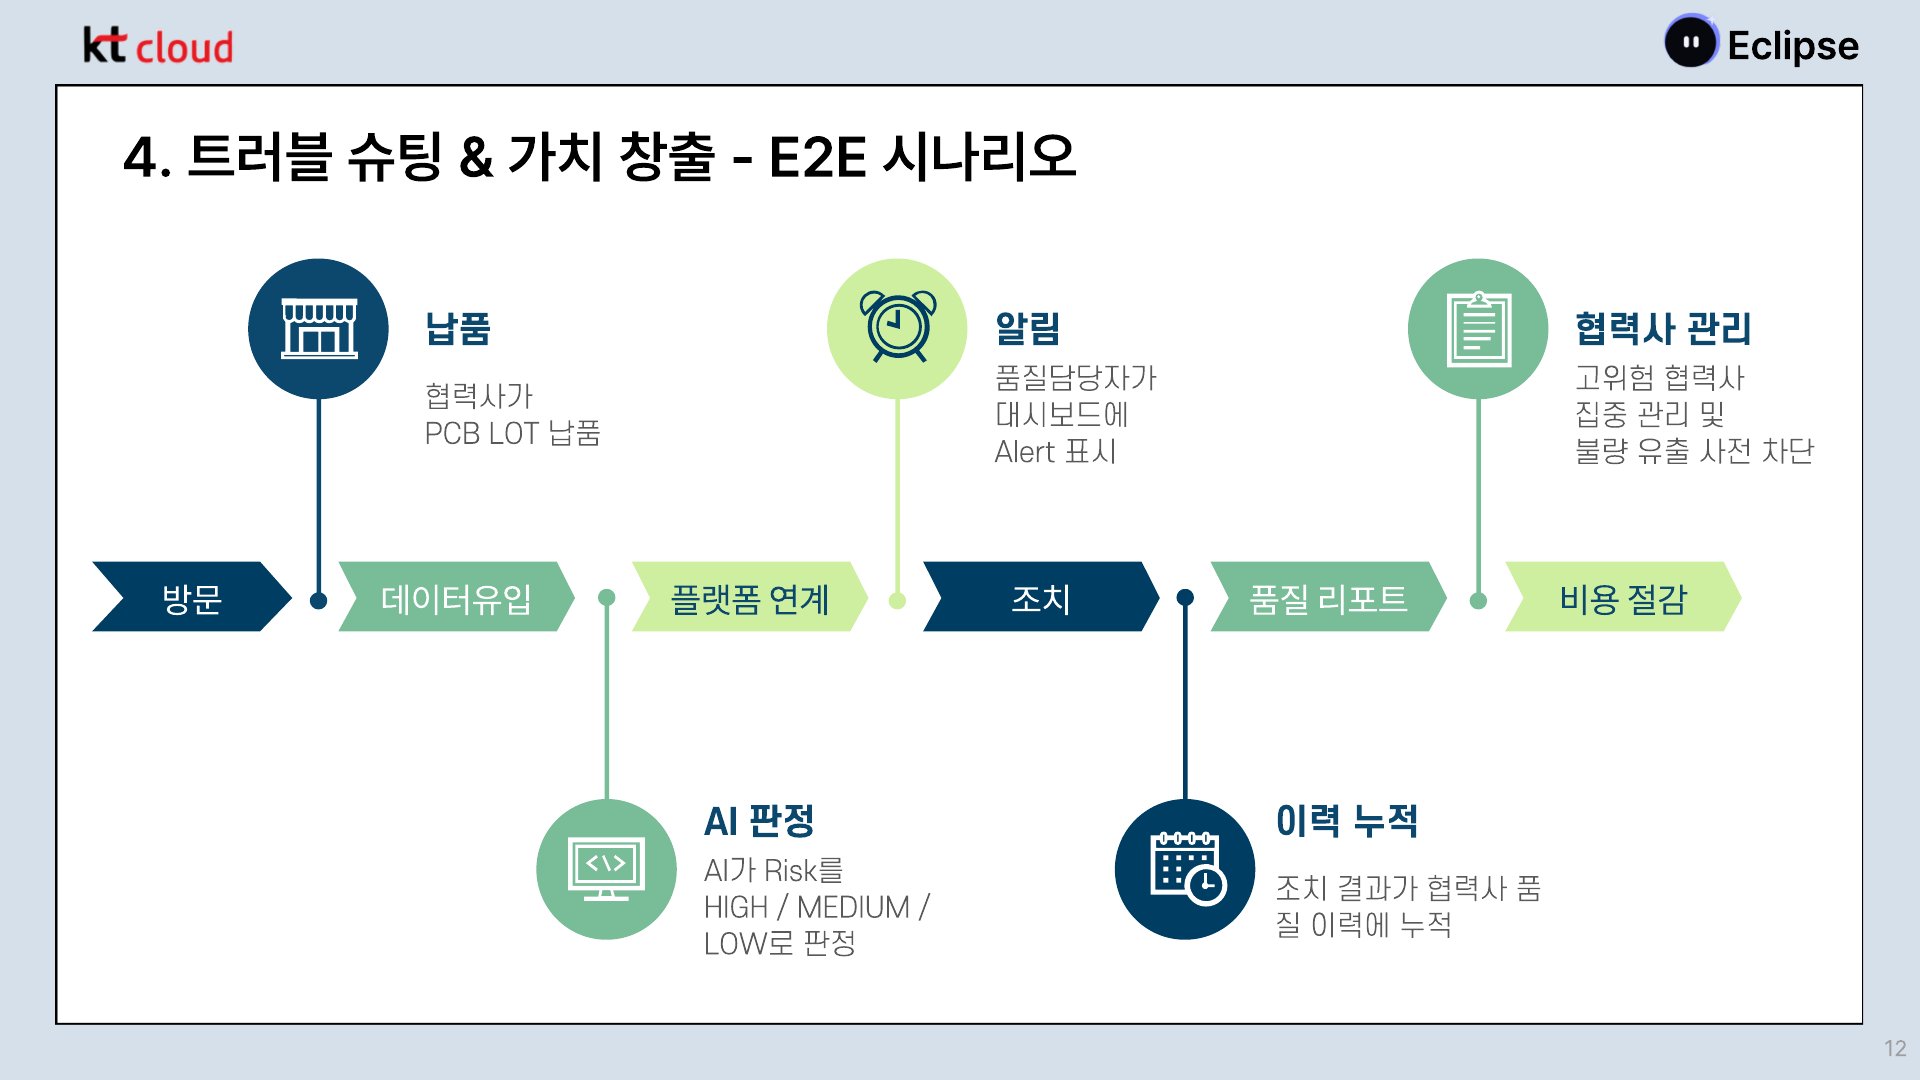 kt cloud
Eclipse
4. 트러블 슈팅 & 가치 창출 - E2E 시나리오
납품
협력사가
PCB LOT 납품
알림
품질담당자가
대시보드에
Alert 표시
협력사 관리
고위험 협력사
집중 관리 및
불량 유출 사전 차단
방문
데이터유입
플랫폼 연계
조치
품질 리포트
비용 절감
AI 판정
AI가 Risk를
HIGH / MEDIUM /
LOW로 판정
이력 누적
조치 결과가 협력사 품
질 이력에 누적
12